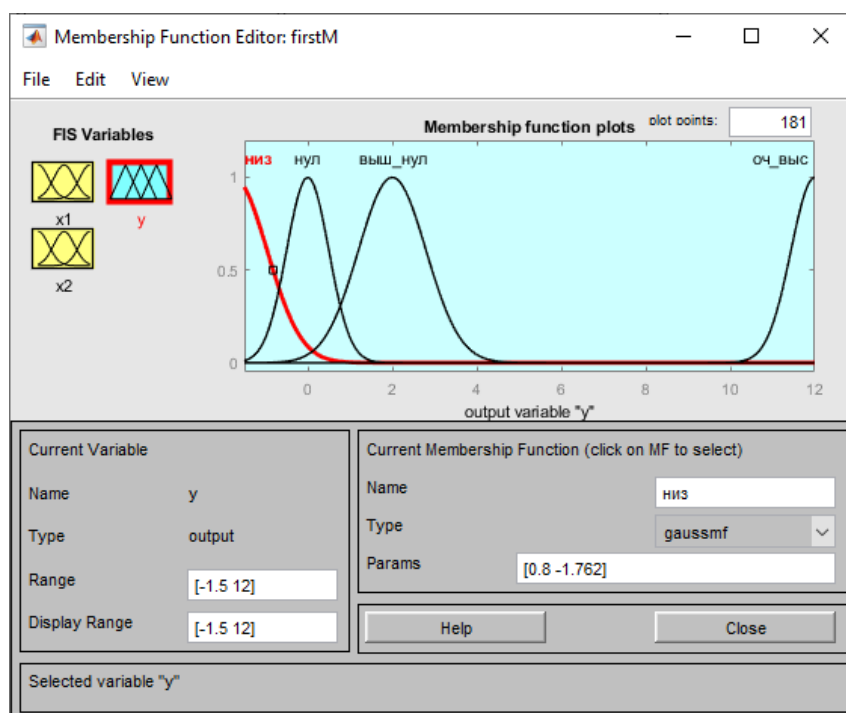 Membership Function Editor: firstM
File Edit View
FIS Variables
x1
y
x2
Membership function plots
plot points:
181
низ нул выш_нул оч_выс
1
0.5
0
0 2 4 6 8 10 12
output variable "y"
Current Variable
Name y
Type output
Range [-1.5 12]
Display Range [-1.5 12]
Current Membership Function (click on MF to select)
Name низ
Type gaussmf
Params [0.8 -1.762]
Help Close
Selected variable "y"